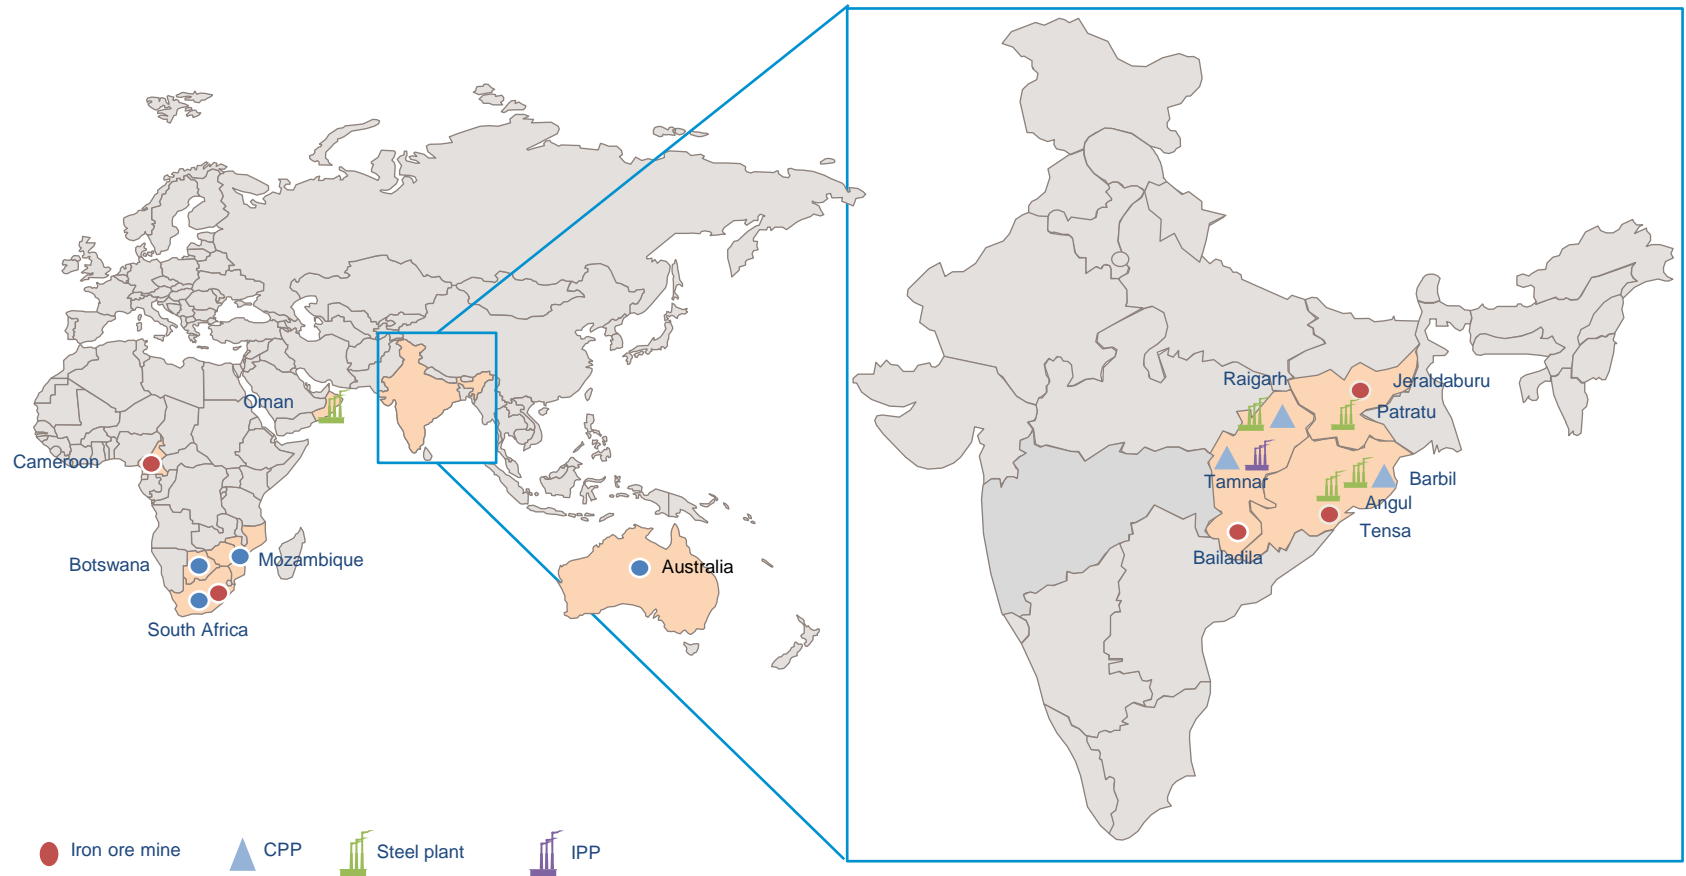 Oman
Cameroon
Botswana
Mozambique
South Africa
Australia
Raigarh
Jeraldaburu
Patratu
Tamnar
Barbil
Angul
Tensa
Bailadila
Iron ore mine
CPP
Steel plant
IPP